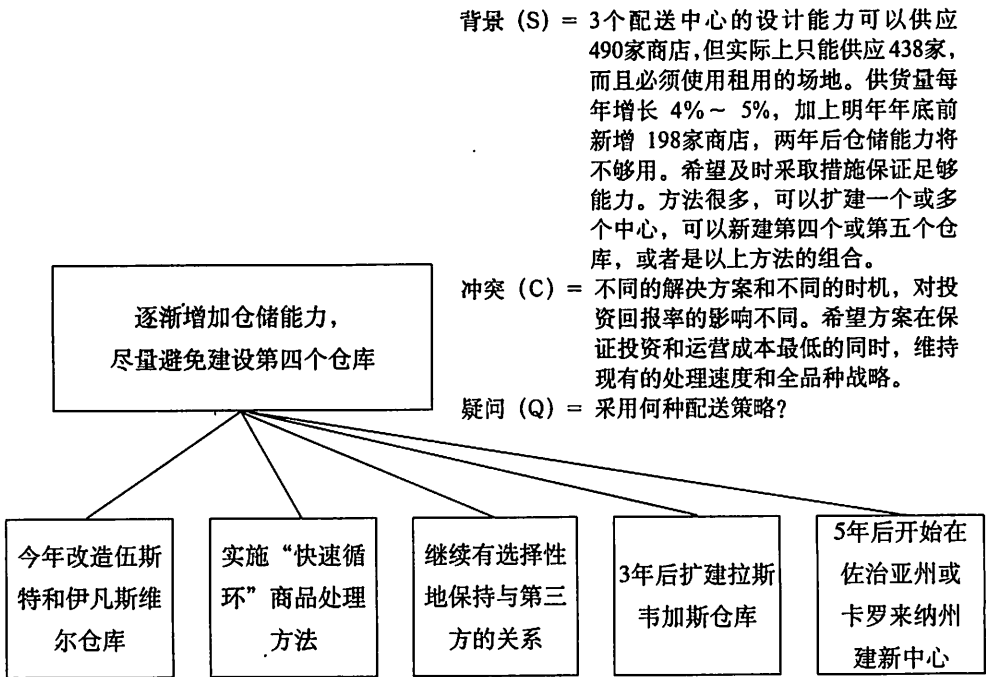 背景（S）= 3个配送中心的设计能力可以供应
490家商店，但实际上只能供应438家，
而且必须使用租用的场地。供货量每
年增长 4%～ 5%，加上明年年底前
新增 198家商店，两年后仓储能力将
不够用。希望及时采取措施保证足够
能力。方法很多，可以扩建一个或多
个中心，可以新建第四个或第五个仓
库，或者是以上方法的组合。
冲突（C）= 不同的解决方案和不同的时机，对投
资回报率的影响不同。希望方案在保
证投资和运营成本最低的同时，维持
现有的处理速度和全品种战略。
疑问（Q）= 采用何种配送策略？
逐渐增加仓储能力，
尽量避免建设第四个仓库
今年改造伍斯
特和伊凡斯维
尔仓库
实施“快速循
环”商品处理
方法
继续有选择性
地保持与第三
方的关系
3年后扩建拉斯
韦加斯仓库
5年后开始在
佐治亚州或
卡罗来纳州
建新中心